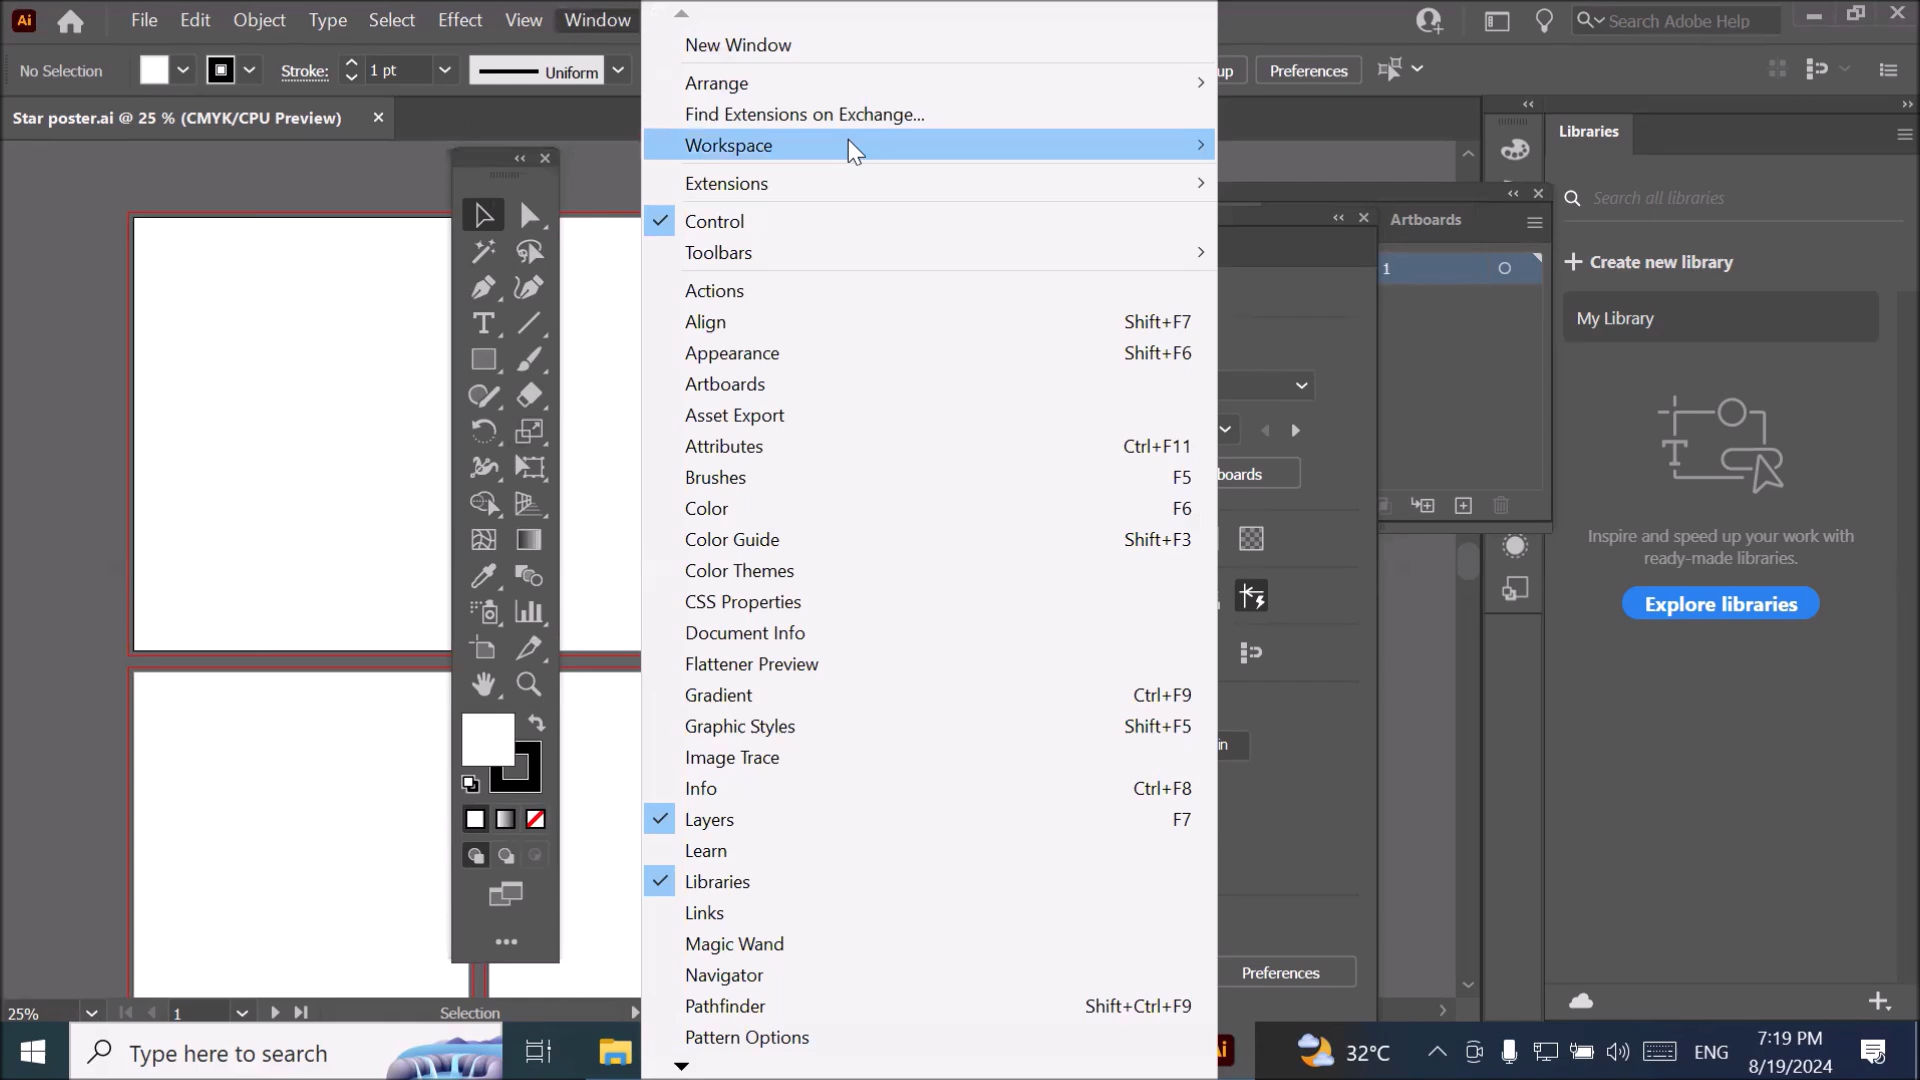 Ai File Edit Object Type Select Effect View Window
Search Adobe Help
No Selection Stroke: 1 pt Uniform up Preferences
Star poster.ai @ 25 % (CMYK/CPU Preview)
New Window
Arrange
Find Extensions on Exchange...
Workspace
Extensions
Control
Toolbars
Actions
Align Shift+F7
Appearance Shift+F6
Artboards
Asset Export
Attributes Ctrl+F11
Brushes F5
Color F6
Color Guide Shift+F3
Color Themes
CSS Properties
Document Info
Flattener Preview
Gradient Ctrl+F9
Graphic Styles Shift+F5
Image Trace
Info Ctrl+F8
Layers F7
Learn
Libraries
Links
Magic Wand
Navigator
Pathfinder Shift+Ctrl+F9
Pattern Options
Artboards
1
boards
in
Preferences
Libraries
Search all libraries
Create new library
My Library
Inspire and speed up your work with
ready-made libraries.
Explore libraries
25% 1 Selection
Type here to search
Ai
32°C
ENG
7:19 PM
8/19/2024